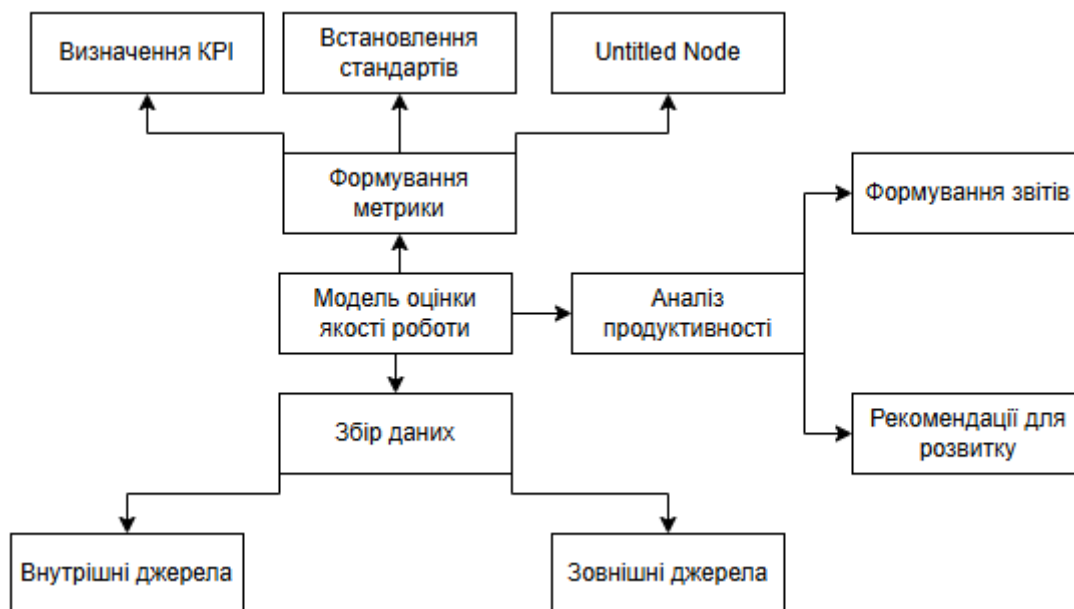 Визначення KPI
Встановлення
стандартів
Untitled Node
Формування
метрики
Формування звітів
Модель оцінки
якості роботи
Аналіз
продуктивності
Збір даних
Рекомендації для
розвитку
Внутрішні джерела
Зовнішні джерела